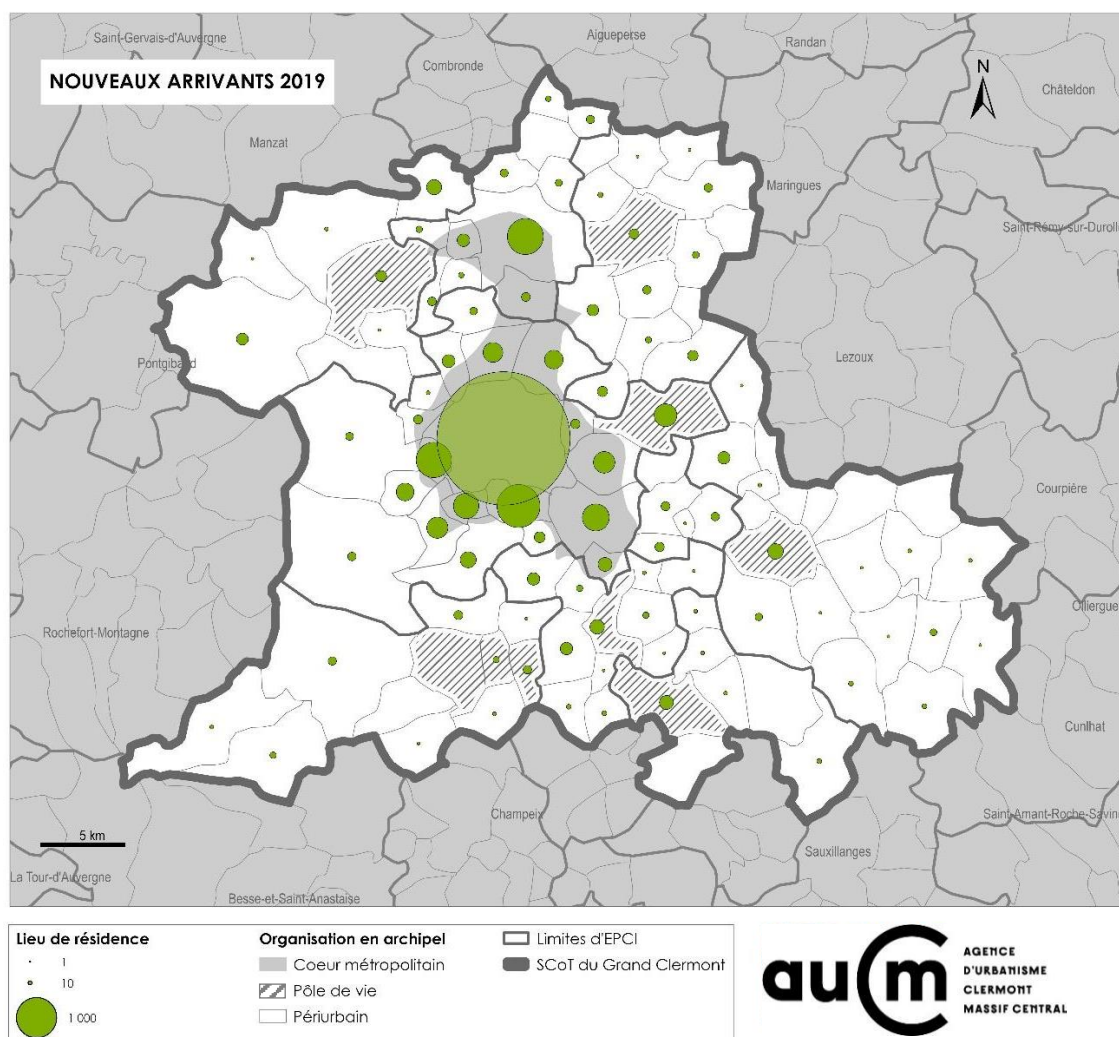 Saint-Gervais-d'Auvergne
Aigueperse
Randan
NOUVEAUX ARRIVANTS 2019
Combronde
N
Châteldon
Manzat
Maringues
Saint-Rémy-sur-Durolle
Pontgibaud
Lezoux
Courpière
Olliergues
Rochefort-Montagne
Cunlhat
5 km
Champeix
Saint-Amant-Roche-Savine
Sauxillanges
La Tour-d'Auvergne
Besse-et-Saint-Anastaise
Lieu de résidence
1
10
1 000
Organisation en archipel
Coeur métropolitain
Pôle de vie
Périurbain
Limites d'EPCI
SCoT du Grand Clermont
aucm
AGENCE
D'URBANISME
CLERMONT
MASSIF CENTRAL